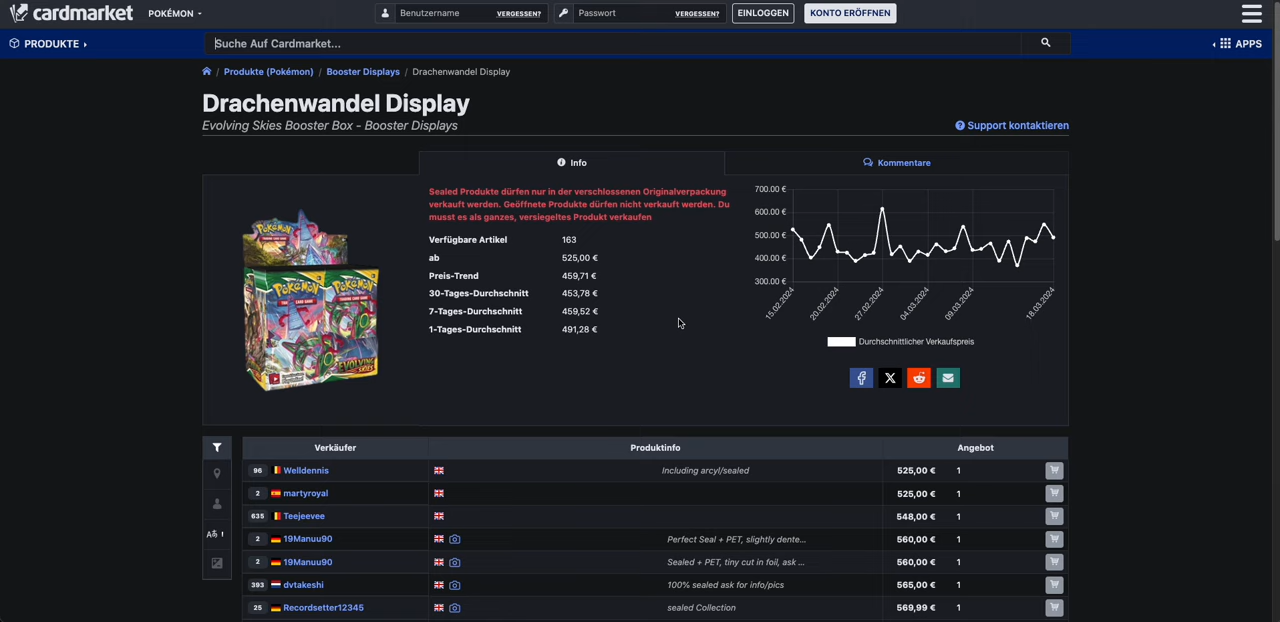 cardmarket
POKÉMON
Benutzername VERGESSEN?
Passwort VERGESSEN?
EINLOGGEN
KONTO ERÖFFNEN
PRODUKTE
Suche Auf Cardmarket...
APPS
/ Produkte (Pokémon) / Booster Displays / Drachenwandel Display
Drachenwandel Display
Evolving Skies Booster Box - Booster Displays
Support kontaktieren
Info
Kommentare
POKÉMON
POKÉMON
POKÉMON
EVOLVING SKIES
Sealed Produkte dürfen nur in der verschlossenen Originalverpackung
verkauft werden. Geöffnete Produkte dürfen nicht verkauft werden. Du
musst es als ganzes, versiegeltes Produkt verkaufen
Verfügbare Artikel 163
ab 525,00 €
Preis-Trend 459,71 €
30-Tages-Durchschnitt 453,78 €
7-Tages-Durchschnitt 459,52 €
1-Tages-Durchschnitt 491,28 €
700.00 €
600.00 €
500.00 €
400.00 €
300.00 €
15.02.2024
20.02.2024
27.02.2024
04.03.2024
09.03.2024
18.03.2024
Durchschnittlicher Verkaufspreis
Verkäufer Produktinfo Angebot
96 Welldennis Including arcyl/sealed 525,00 € 1
2 martyroyal 525,00 € 1
635 Teejeevee 548,00 € 1
2 19Manuu90 Perfect Seal + PET, slightly dente... 560,00 € 1
2 19Manuu90 Sealed + PET, tiny cut in foil, ask ... 560,00 € 1
393 dvtakeshi 100% sealed ask for info/pics 565,00 € 1
25 Recordsetter12345 sealed Collection 569,99 € 1